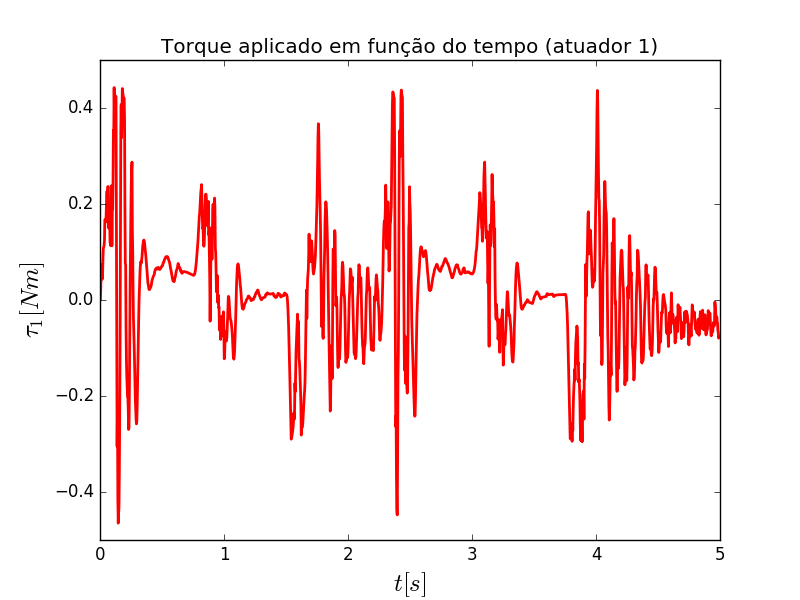 Torque aplicado em função do tempo (atuador 1)
0.4
0.2
0.0
−0.2
−0.4
τ₁[Nm]
0 1 2 3 4 5
t[s]